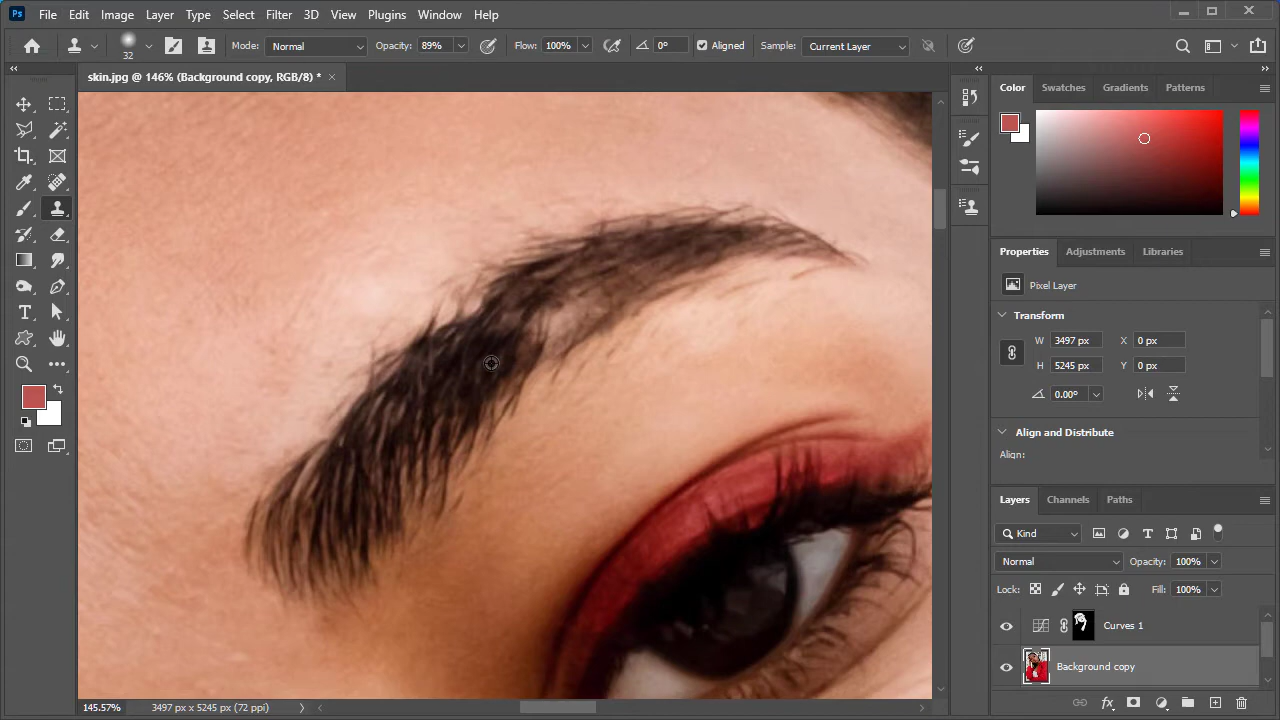 Ps File Edit Image Layer Type Select Filter 3D View Plugins Window Help
32 Mode: Normal Opacity: 89% Flow: 100% 0° Aligned Sample: Current Layer
skin.jpg @ 146% (Background copy, RGB/8) *
Color Swatches Gradients Patterns
Properties Adjustments Libraries
Pixel Layer
Transform
W 3497 px X 0 px
H 5245 px Y 0 px
0.00°
Align and Distribute
Align:
Layers Channels Paths
Kind
Normal Opacity: 100%
Lock: Fill: 100%
Curves 1
Background copy
145.57% 3497 px x 5245 px (72 ppi)
fx